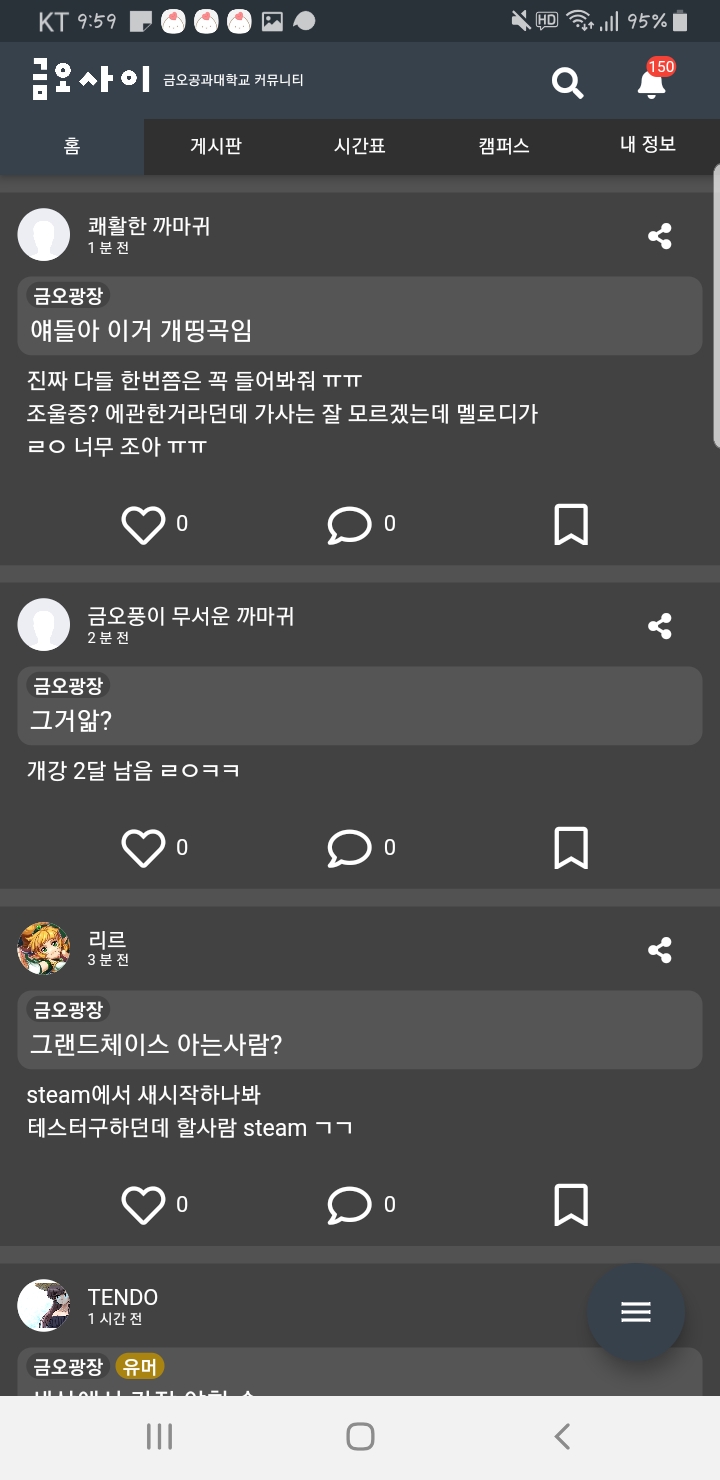 KT 9:59 HD 95%
금오사이 금오공과대학교 커뮤니티 150
홈 게시판 시간표 캠퍼스 내 정보
쾌활한 까마귀
1 분 전
금오광장
얘들아 이거 개띵곡임
진짜 다들 한번쯤은 꼭 들어봐줘 ㅠㅠ
조울증? 에관한거라던데 가사는 잘 모르겠는데 멜로디가
ㄹㅇ 너무 조아 ㅠㅠ
0 0
금오풍이 무서운 까마귀
2 분 전
금오광장
그거앎?
개강 2달 남음 ㄹㅇㅋㅋ
0 0
리르
3 분 전
금오광장
그랜드체이스 아는사람?
steam에서 새시작하나봐
테스터구하던데 할사람 steam ㄱㄱ
0 0
TENDO
1 시간 전
금오광장 유머